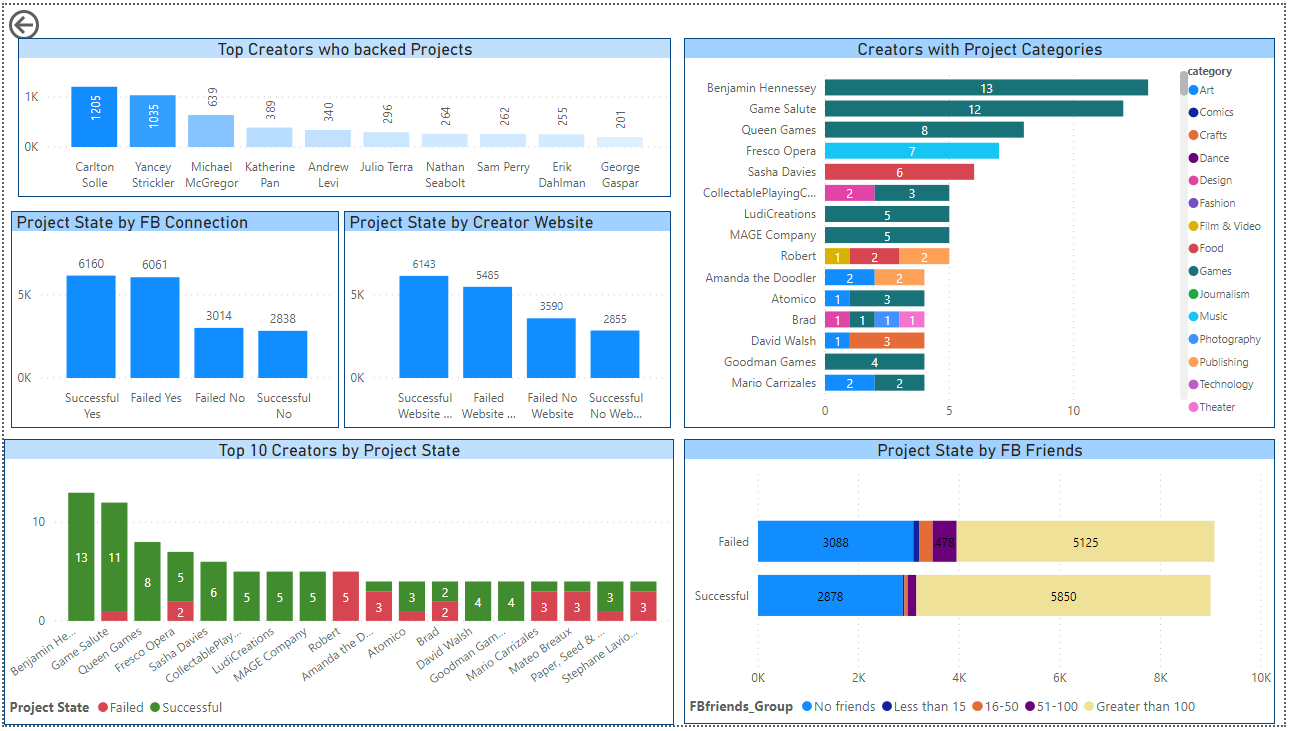 Top Creators who backed Projects
1K
0K
1205
1035
639
389
340
296
264
262
255
201
Carlton Solle
Yancey Strickler
Michael McGregor
Katherine Pan
Andrew Levi
Julio Terra
Nathan Seabolt
Sam Perry
Erik Dahlman
George Gaspar
Creators with Project Categories
Benjamin Hennessey 13
Game Salute 12
Queen Games 8
Fresco Opera 7
Sasha Davies 6
CollectablePlayingC... 2 3
LudiCreations 5
MAGE Company 5
Robert 1 2 2
Amanda the Doodler 2 2
Atomico 1 3
Brad 1 1 1 1
David Walsh 1 3
Goodman Games 4
Mario Carrizales 2 2
0 5 10
category
Art
Comics
Crafts
Dance
Design
Fashion
Film & Video
Food
Games
Journalism
Music
Photography
Publishing
Technology
Theater
Project State by FB Connection
5K
0K
6160
6061
3014
2838
Successful Yes
Failed Yes
Failed No
Successful No
Project State by Creator Website
5K
0K
6143
5485
3590
2855
Successful Website ...
Failed Website ...
Failed No Website
Successful No Web...
Top 10 Creators by Project State
10
0
13
11
8
5
2
6
5
5
5
5
3
3
2
2
4
4
3
3
3
3
Benjamin He...
Game Salute
Queen Games
Fresco Opera
Sasha Davies
CollectablePlay...
LudiCreations
MAGE Company
Robert
Amanda the D...
Atomico
Brad
David Walsh
Goodman Gam...
Mario Carrizales
Mateo Breaux
Paper, Seed & ...
Stephane Lavio...
Project State Failed Successful
Project State by FB Friends
Failed 3088 478 5125
Successful 2878 5850
0K 2K 4K 6K 8K 10K
FBfriends_Group No friends Less than 15 16-50 51-100 Greater than 100